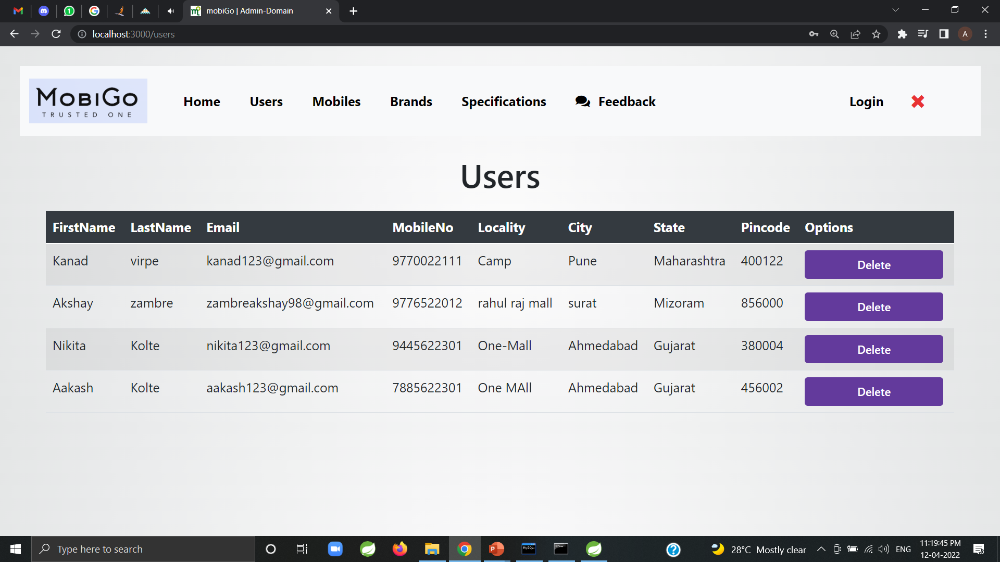 mobiGo | Admin-Domain
localhost:3000/users
A
MOBIGO
TRUSTED ONE
Home Users Mobiles Brands Specifications Feedback Login
Users
FirstName LastName Email MobileNo Locality City State Pincode Options
Kanad virpe kanad123@gmail.com 9770022111 Camp Pune Maharashtra 400122 Delete
Akshay zambre zambreakshay98@gmail.com 9776522012 rahul raj mall surat Mizoram 856000 Delete
Nikita Kolte nikita123@gmail.com 9445622301 One-Mall Ahmedabad Gujarat 380004 Delete
Aakash Kolte aakash123@gmail.com 7885622301 One MAll Ahmedabad Gujarat 456002 Delete
Type here to search
28°C Mostly clear
ENG
11:19:45 PM
12-04-2022